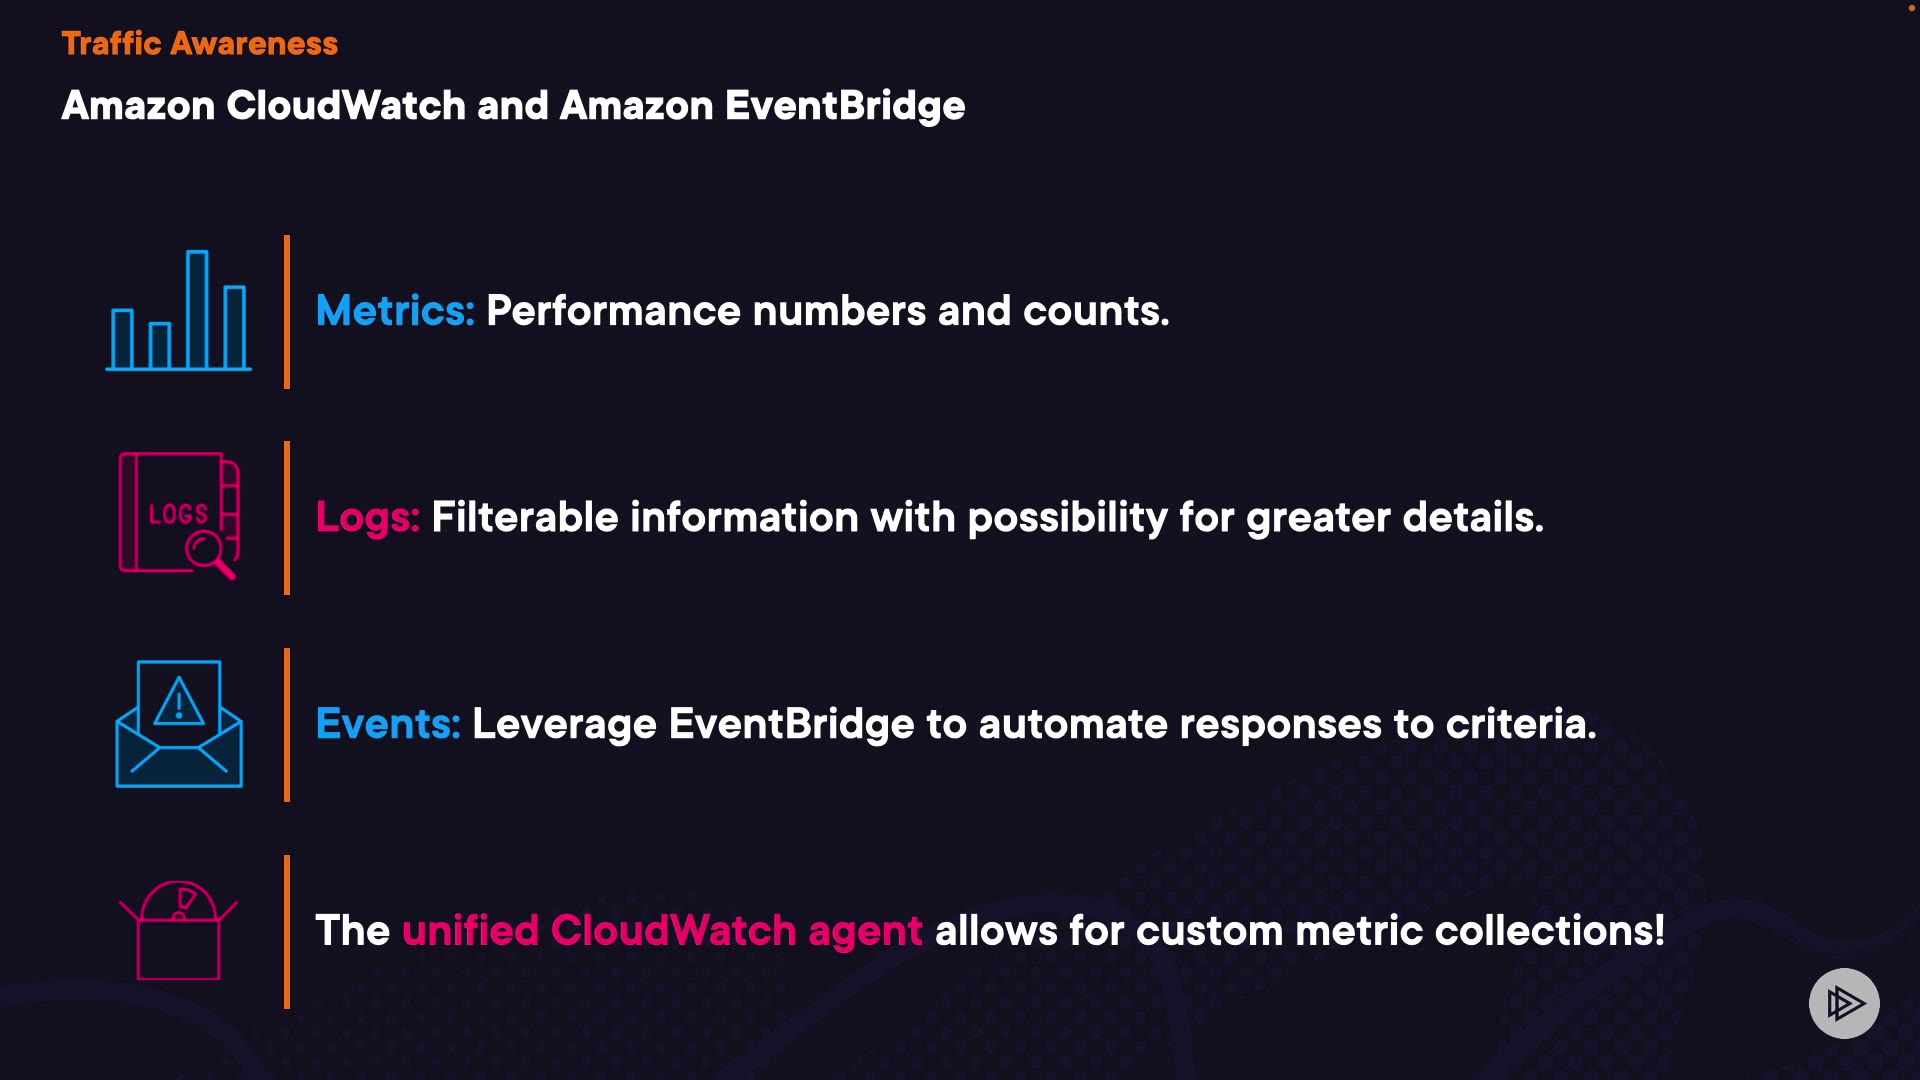 Traffic Awareness
Amazon CloudWatch and Amazon EventBridge
Metrics: Performance numbers and counts.
LOGS
Logs: Filterable information with possibility for greater details.
Events: Leverage EventBridge to automate responses to criteria.
The unified CloudWatch agent allows for custom metric collections!